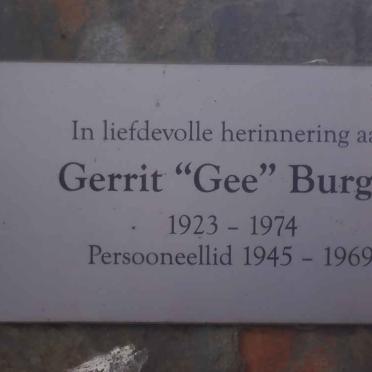 In liefdevolle herinnering aa
Gerrit “Gee” Burg
1923 – 1974
Persooneellid 1945 – 1969